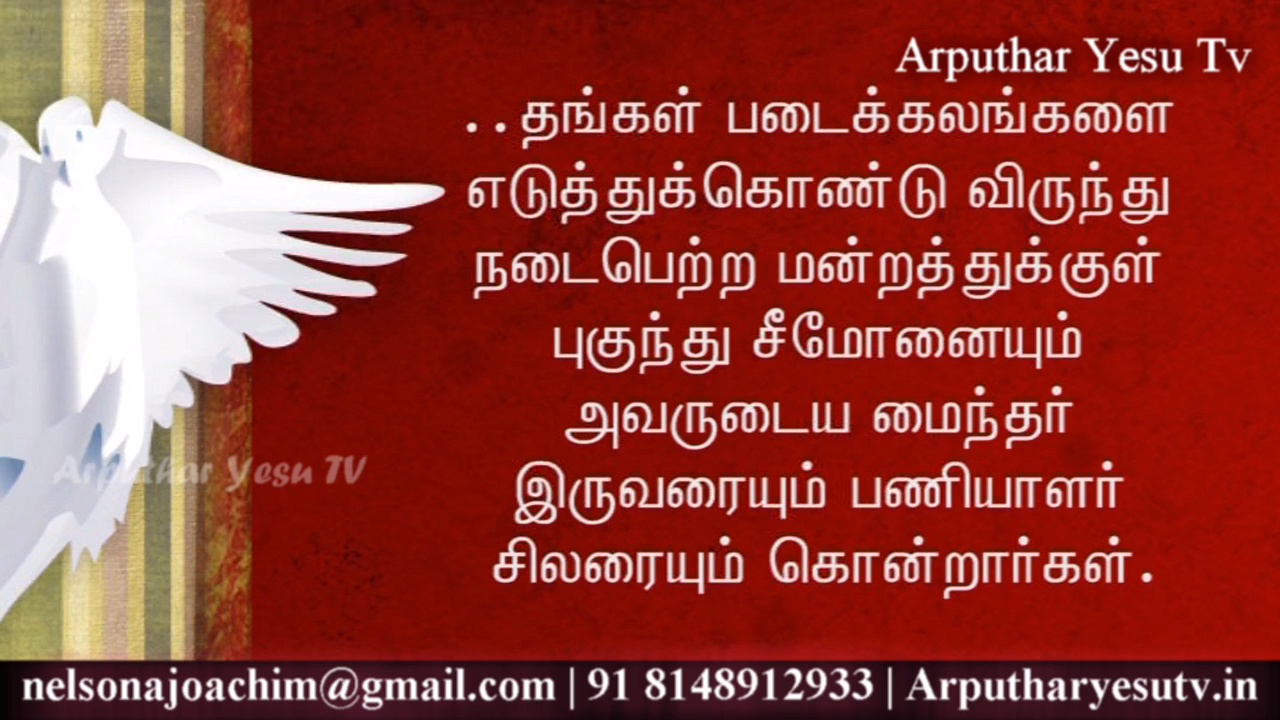 Arputhar Yesu Tv
..தங்கள் படைக்கலங்களை
எடுத்துக்கொண்டு விருந்து
நடைபெற்ற மன்றத்துக்குள்
புகுந்து சீமோனையும்
அவருடைய மைந்தர்
இருவரையும் பணியாளர்
சிலரையும் கொன்றார்கள்.
Arputhar Yesu TV
nelsonajoachim@gmail.com | 91 8148912933 | Arputharyesutv.in